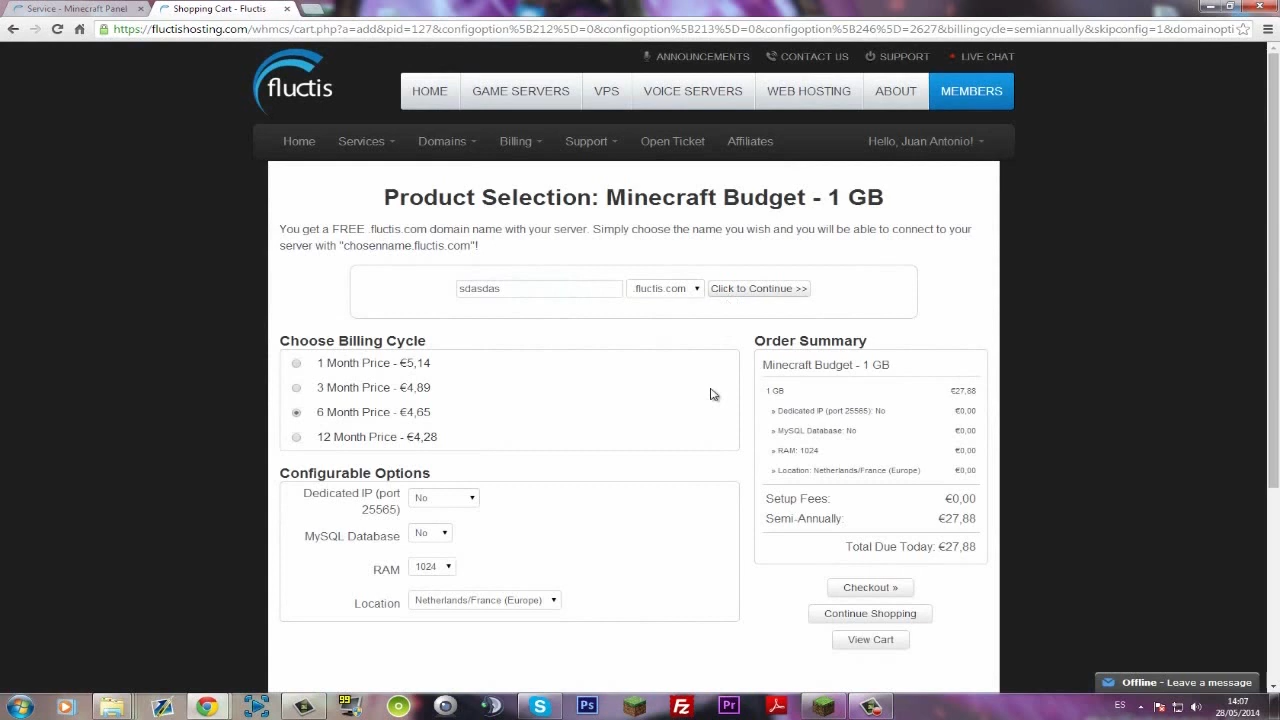 Service - Minecraft Panel
Shopping Cart - Fluctis
https://fluctishosting.com/whmcs/cart.php?a=add&pid=127&configoption%5B212%5D=0&configoption%5B213%5D=0&configoption%5B246%5D=2627&billingcycle=semiannually&skipconfig=1&domainopti
ANNOUNCEMENTS CONTACT US SUPPORT LIVE CHAT
fluctis
HOME GAME SERVERS VPS VOICE SERVERS WEB HOSTING ABOUT MEMBERS
Home Services Domains Billing Support Open Ticket Affiliates Hello, Juan Antonio!
Product Selection: Minecraft Budget - 1 GB
You get a FREE .fluctis.com domain name with your server. Simply choose the name you wish and you will be able to connect to your
server with "chosenname.fluctis.com"!
sdasdas .fluctis.com Click to Continue >>
Choose Billing Cycle
1 Month Price - €5,14
3 Month Price - €4,89
6 Month Price - €4,65
12 Month Price - €4,28
Configurable Options
Dedicated IP (port
25565) No
MySQL Database No
RAM 1024
Location Netherlands/France (Europe)
Order Summary
Minecraft Budget - 1 GB
1 GB €27,88
» Dedicated IP (port 25565): No €0,00
» MySQL Database: No €0,00
» RAM: 1024 €0,00
» Location: Netherlands/France (Europe) €0,00
Setup Fees: €0,00
Semi-Annually: €27,88
Total Due Today: €27,88
Checkout »
Continue Shopping
View Cart
Offline - Leave a message
99
Ps
Fz
Pr
ES
14:07
28/05/2014